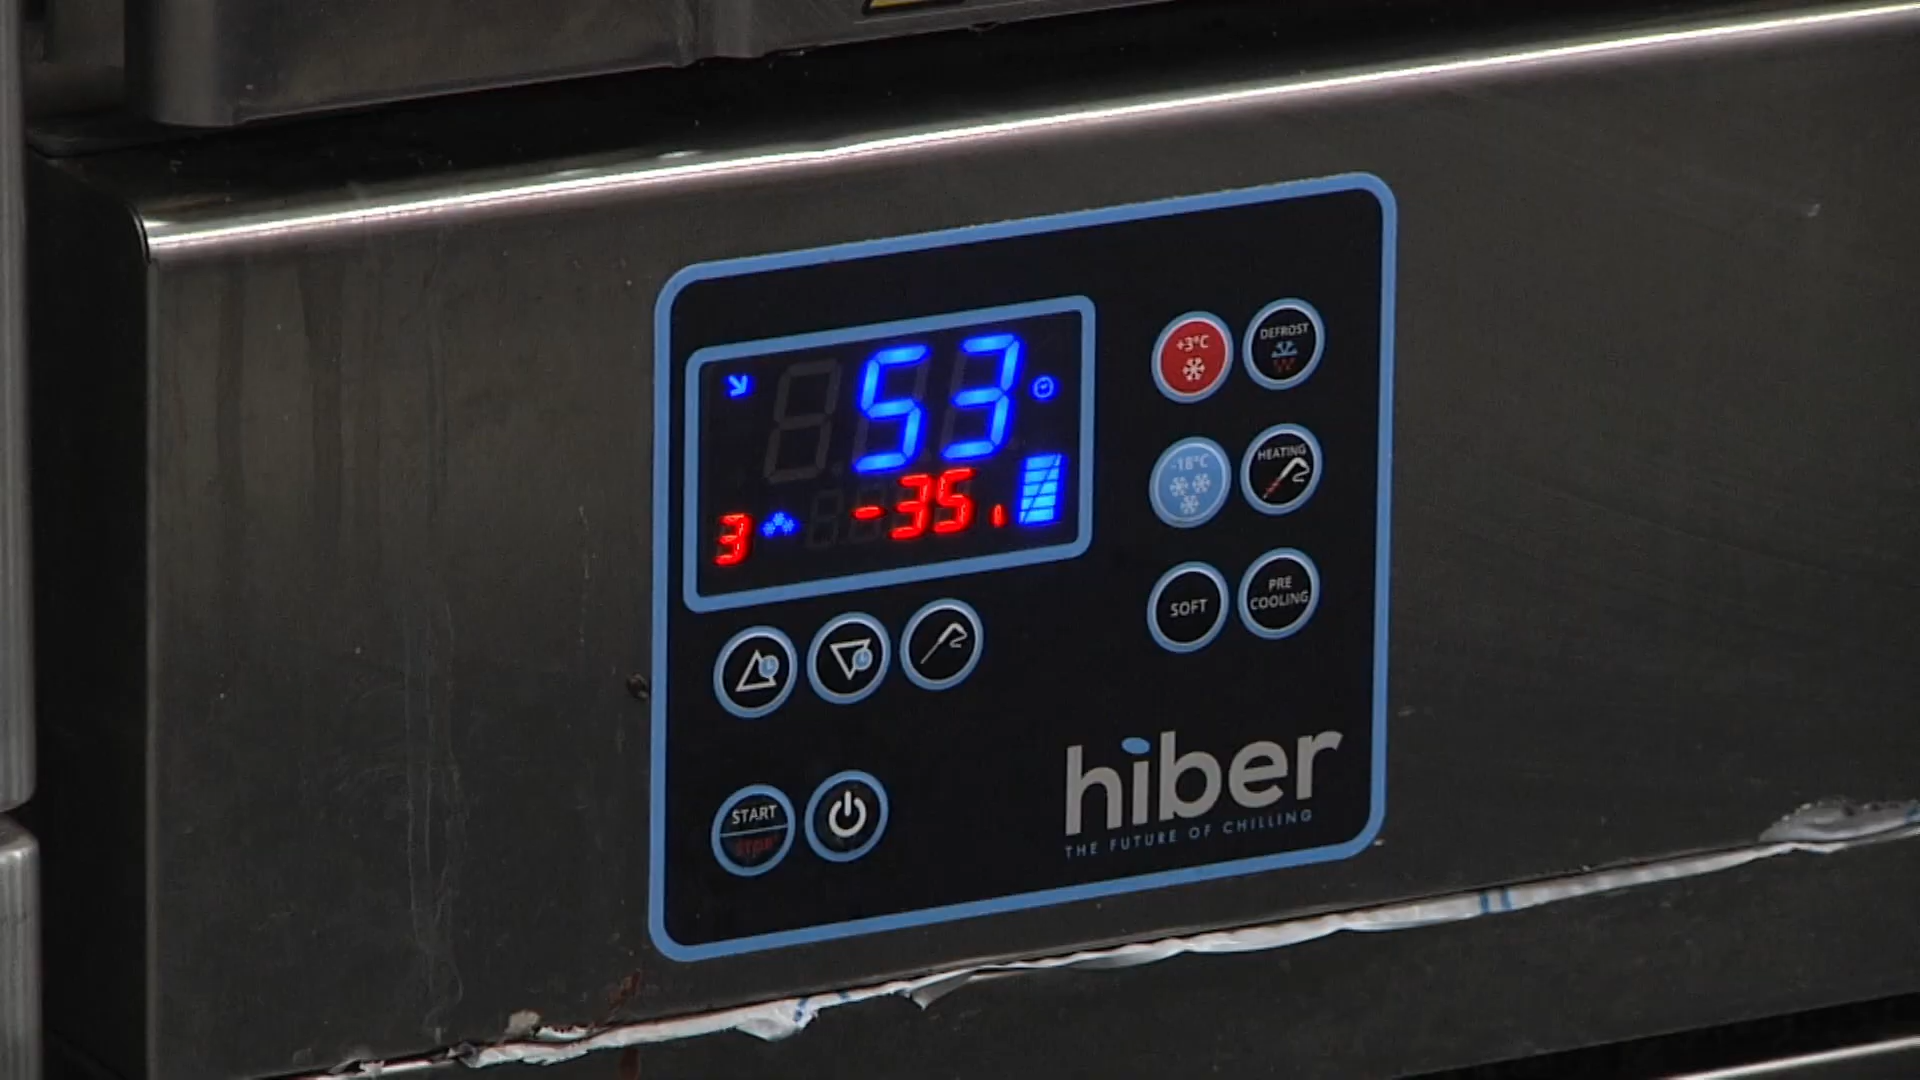 53
3 -35.
+3°C
DEFROST
-18°C
HEATING
SOFT
PRE
COOLING
START
STOP
hiber
THE FUTURE OF CHILLING